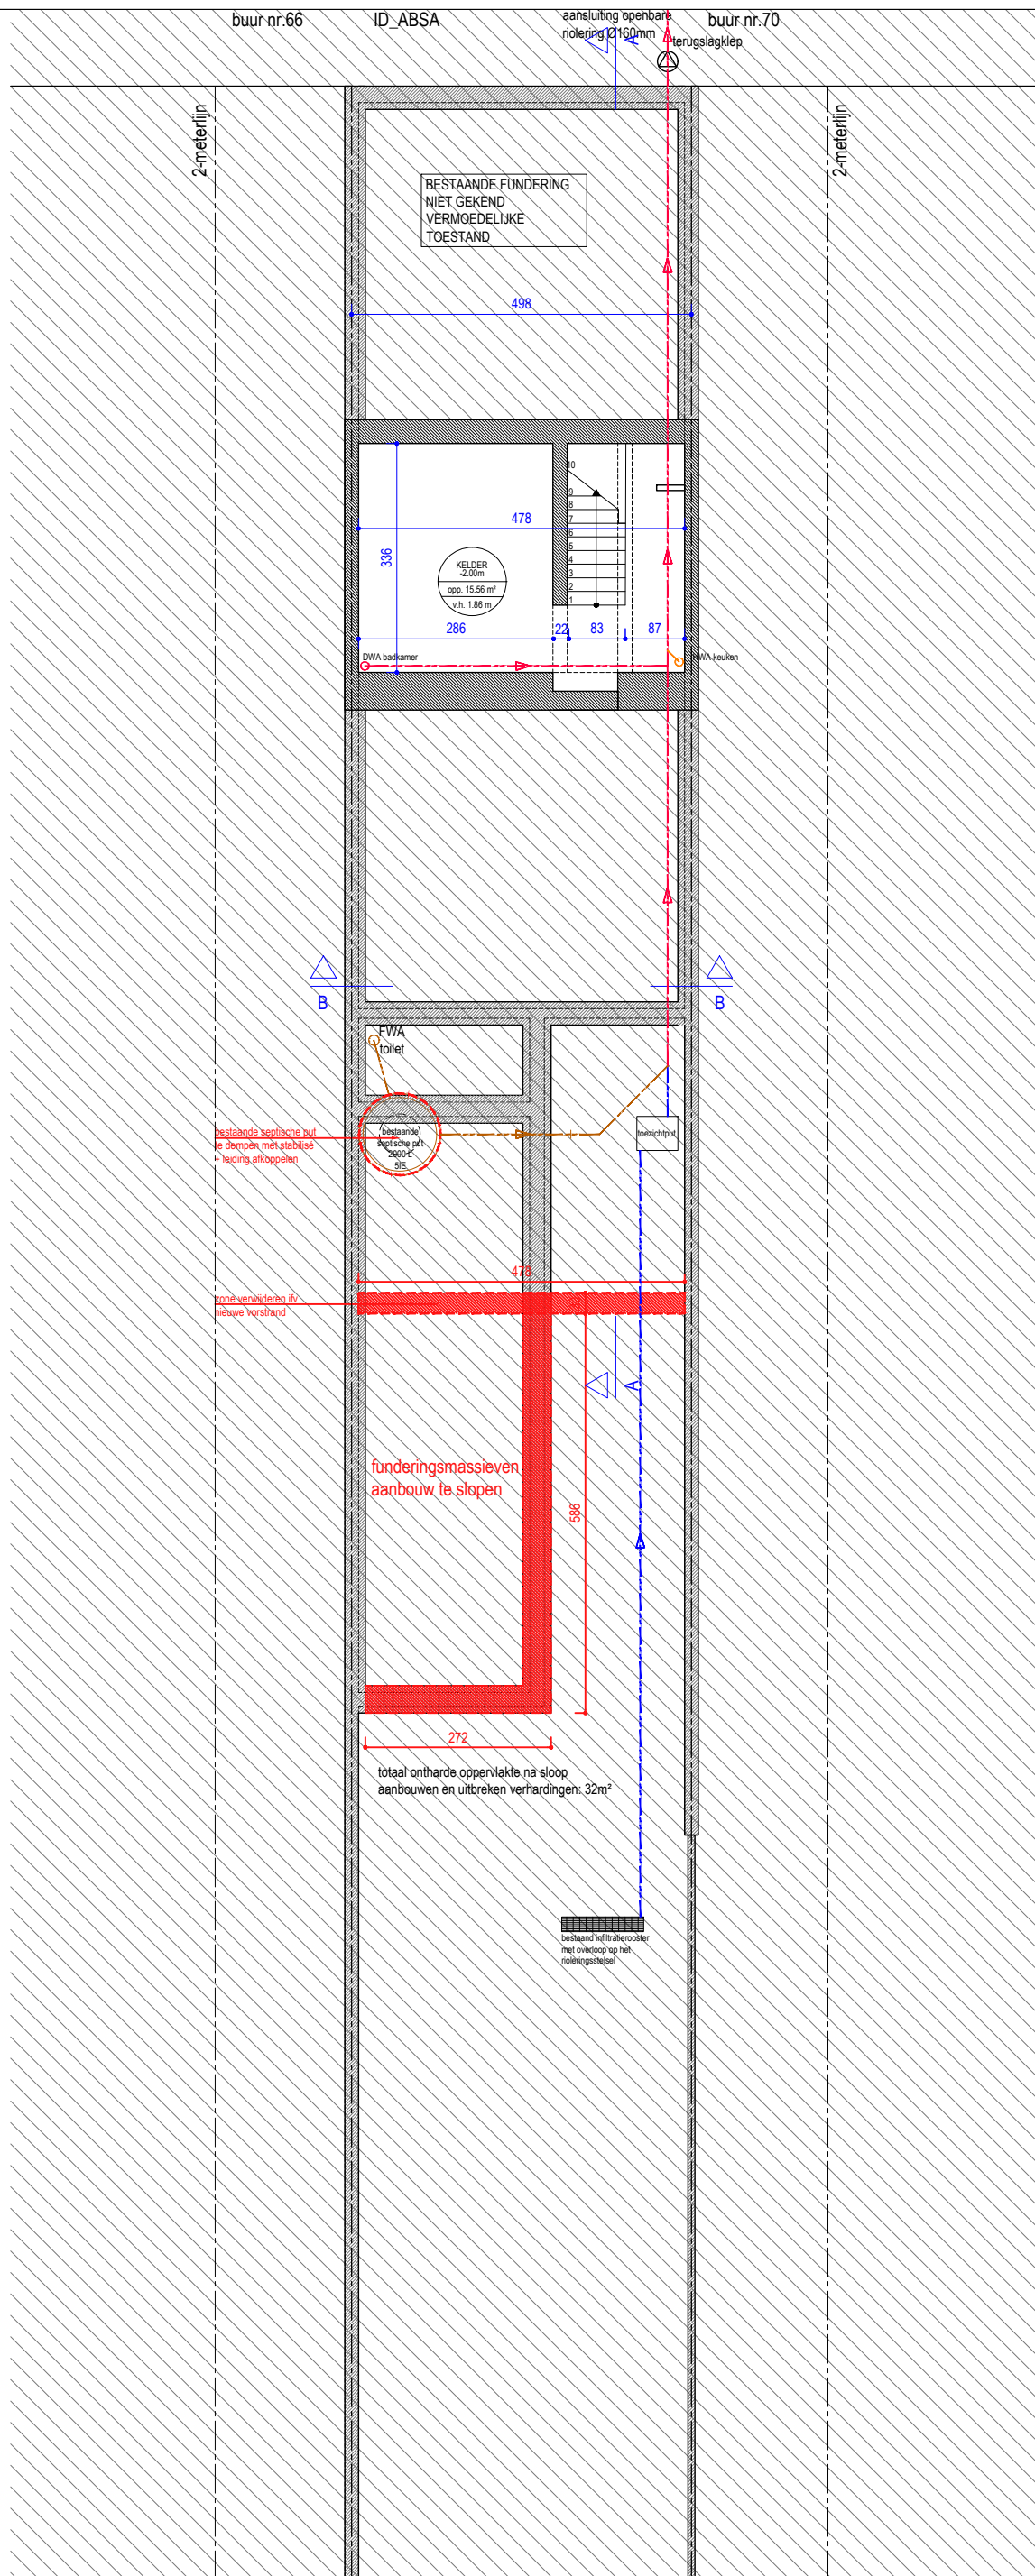 buur nr.66
ID_ABSA
aansluiting openbare
riolering Ø160mm
buur nr.70
terugslagklep
A
2-meterlijn
2-meterlijn
BESTAANDE FUNDERING
NIET GEKEND
VERMOEDELIJKE
TOESTAND
498
10
9
8
7
6
5
4
3
2
1
478
336
KELDER
-2.00m
opp. 15.56 m²
v.h. 1.86 m
286
22
83
87
DWA badkamer
keuken
B
B
FWA
toilet
bestaande septische put
te dempen met stabilisé
+ leiding afkoppelen
bestaande
septische put
2000 L
5IE
toezichtput
478
zone verwijderen ifv
nieuwe vorstrand
A
funderingsmassieven
aanbouw te slopen
586
272
totaal ontharde oppervlakte na sloop
aanbouwen en uitbreken verhardingen: 32m²
bestaand infiltratierooster
met overloop op het
rioleringsstelsel